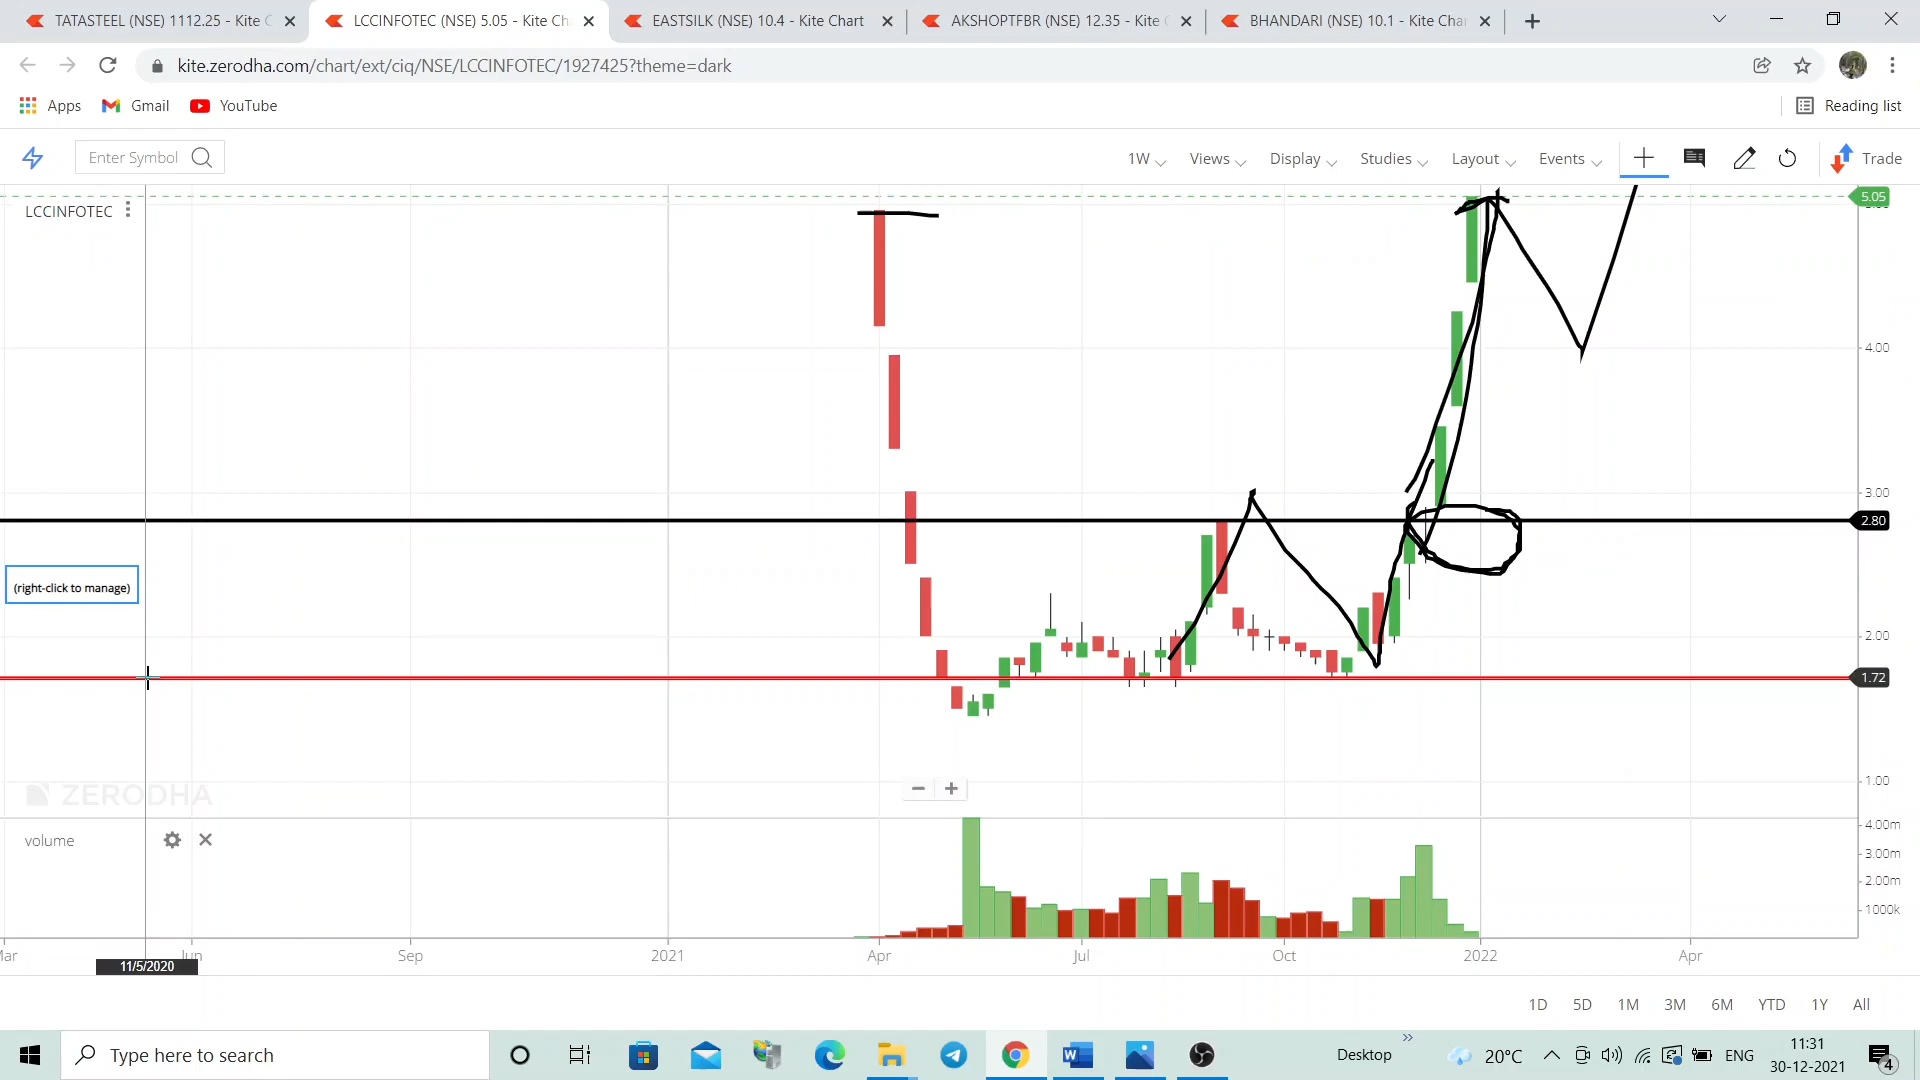 TATASTEEL (NSE) 1112.25 - Kite C
LCCINFOTEC (NSE) 5.05 - Kite Ch
EASTSILK (NSE) 10.4 - Kite Chart
AKSHOPTFBR (NSE) 12.35 - Kite C
BHANDARI (NSE) 10.1 - Kite Char
kite.zerodha.com/chart/ext/ciq/NSE/LCCINFOTEC/1927425?theme=dark
Apps Gmail YouTube Reading list
Enter Symbol 1W Views Display Studies Layout Events Trade
LCCINFOTEC
5.05
4.00
3.00
2.80
(right-click to manage)
2.00
1.72
1.00
ZERODHA
volume
4.00m
3.00m
2.00m
1000k
Mar Jun Sep 2021 Apr Jul Oct 2022 Apr
11/5/2020
1D 5D 1M 3M 6M YTD 1Y All
Type here to search Desktop 20°C ENG 11:31
30-12-2021
4